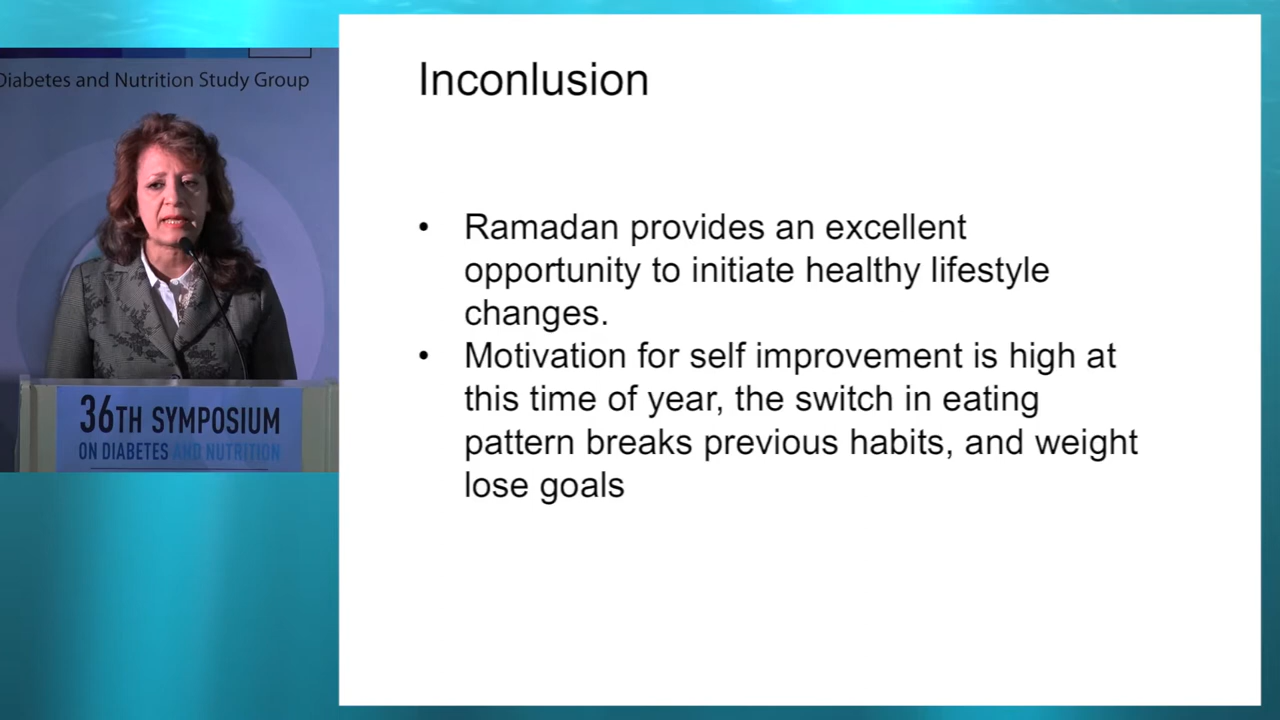 Diabetes and Nutrition Study Group
36TH SYMPOSIUM
ON DIABETES AND NUTRITION
Inconlusion
• Ramadan provides an excellent
opportunity to initiate healthy lifestyle
changes.
• Motivation for self improvement is high at
this time of year, the switch in eating
pattern breaks previous habits, and weight
lose goals